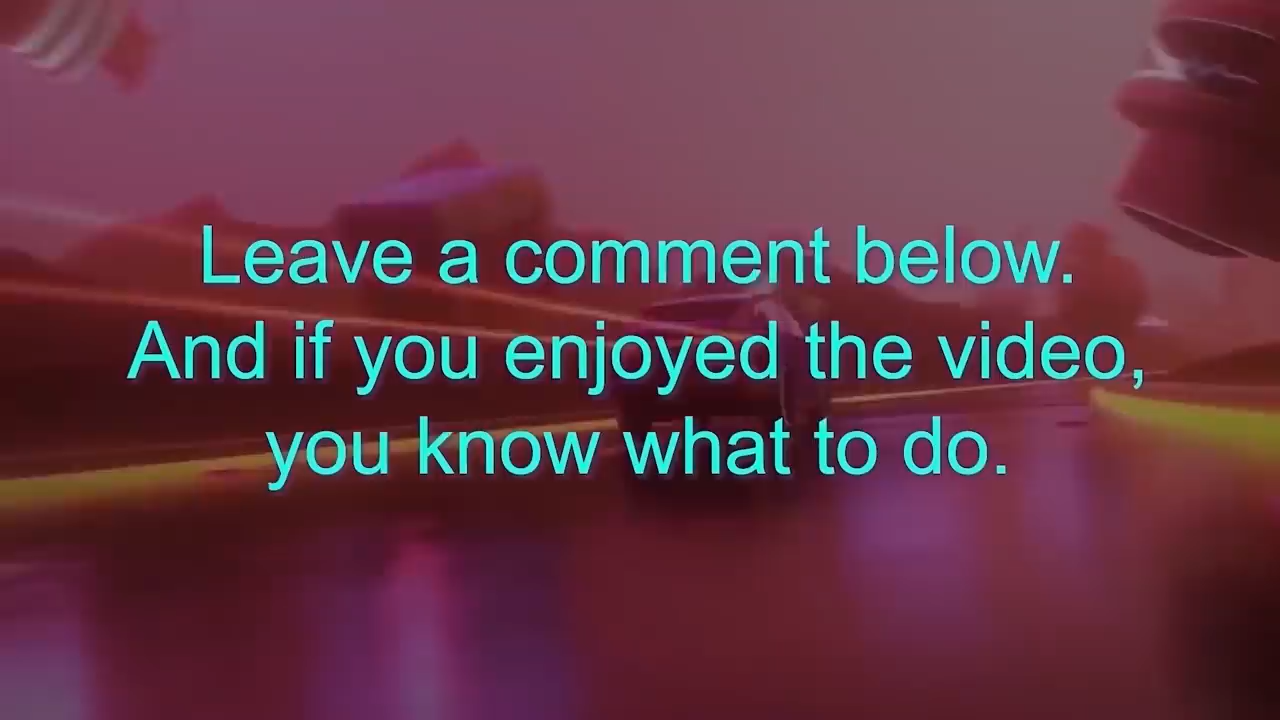 Leave a comment below.
And if you enjoyed the video,
you know what to do.